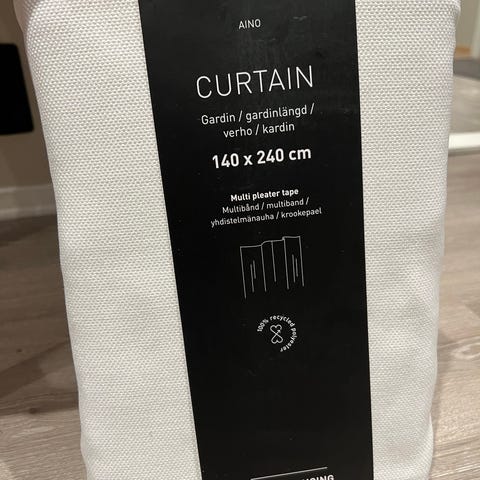 AINO
CURTAIN
Gardin / gardinlängd /
verho / kardin
140 x 240 cm
Multi pleater tape
Multibånd / multiband /
yhdistelmänauha / krookepael
100% recycled polyester